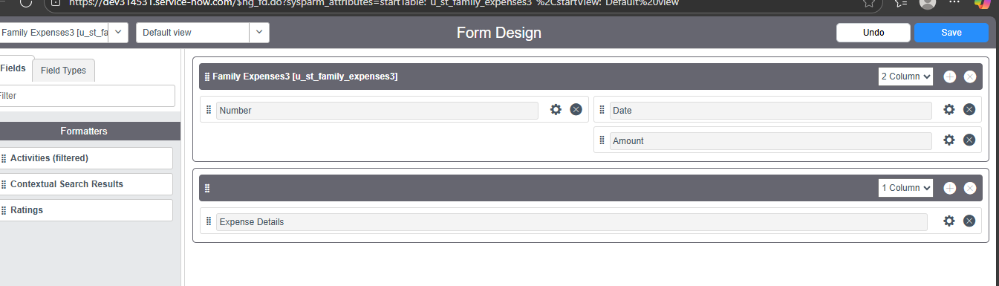 https://dev314531.service-now.com/$ng_fd.do?sysparm_attributes=startTable:"u_st_family_expenses3"%2CstartView:"Default%20view"
Family Expenses3 [u_st_fa
Default view
Form Design
Undo
Save
Fields
Field Types
Filter
Formatters
Activities (filtered)
Contextual Search Results
Ratings
Family Expenses3 [u_st_family_expenses3]
2 Column
Number
Date
Amount
1 Column
Expense Details